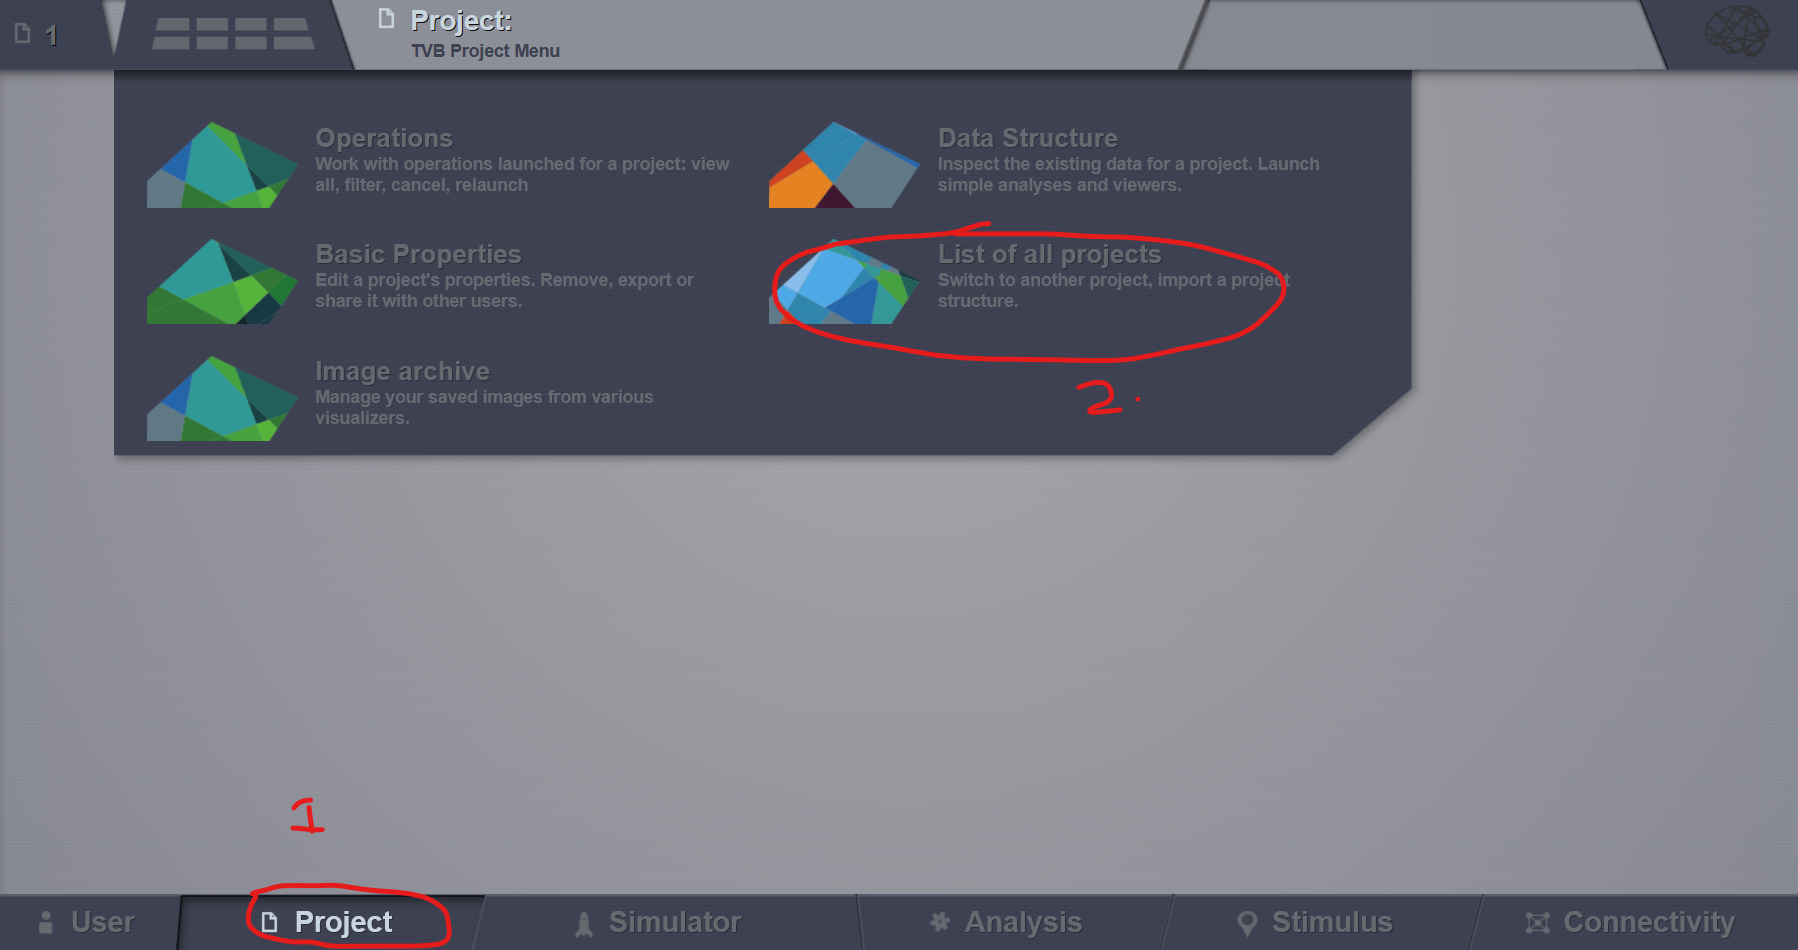 1
Project:
TVB Project Menu
Operations
Work with operations launched for a project: view
all, filter, cancel, relaunch
Data Structure
Inspect the existing data for a project. Launch
simple analyses and viewers.
Basic Properties
Edit a project's properties. Remove, export or
share it with other users.
List of all projects
Switch to another project, import a project
structure.
Image archive
Manage your saved images from various
visualizers.
2.
1
User
Project
Simulator
Analysis
Stimulus
Connectivity